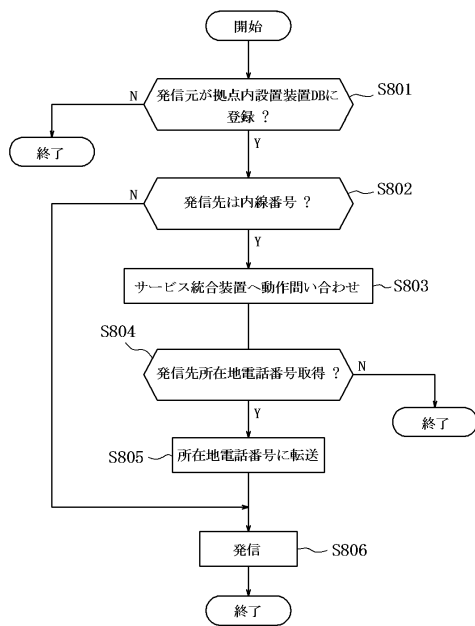 開始
発信元が拠点内設置装置DBに
登録 ?
S801
N
Y
終了
発信先は内線番号 ?
S802
N
Y
サービス統合装置へ動作問い合わせ
S803
S804
発信先所在地電話番号取得 ?
N
Y
終了
S805
所在地電話番号に転送
発信
S806
終了